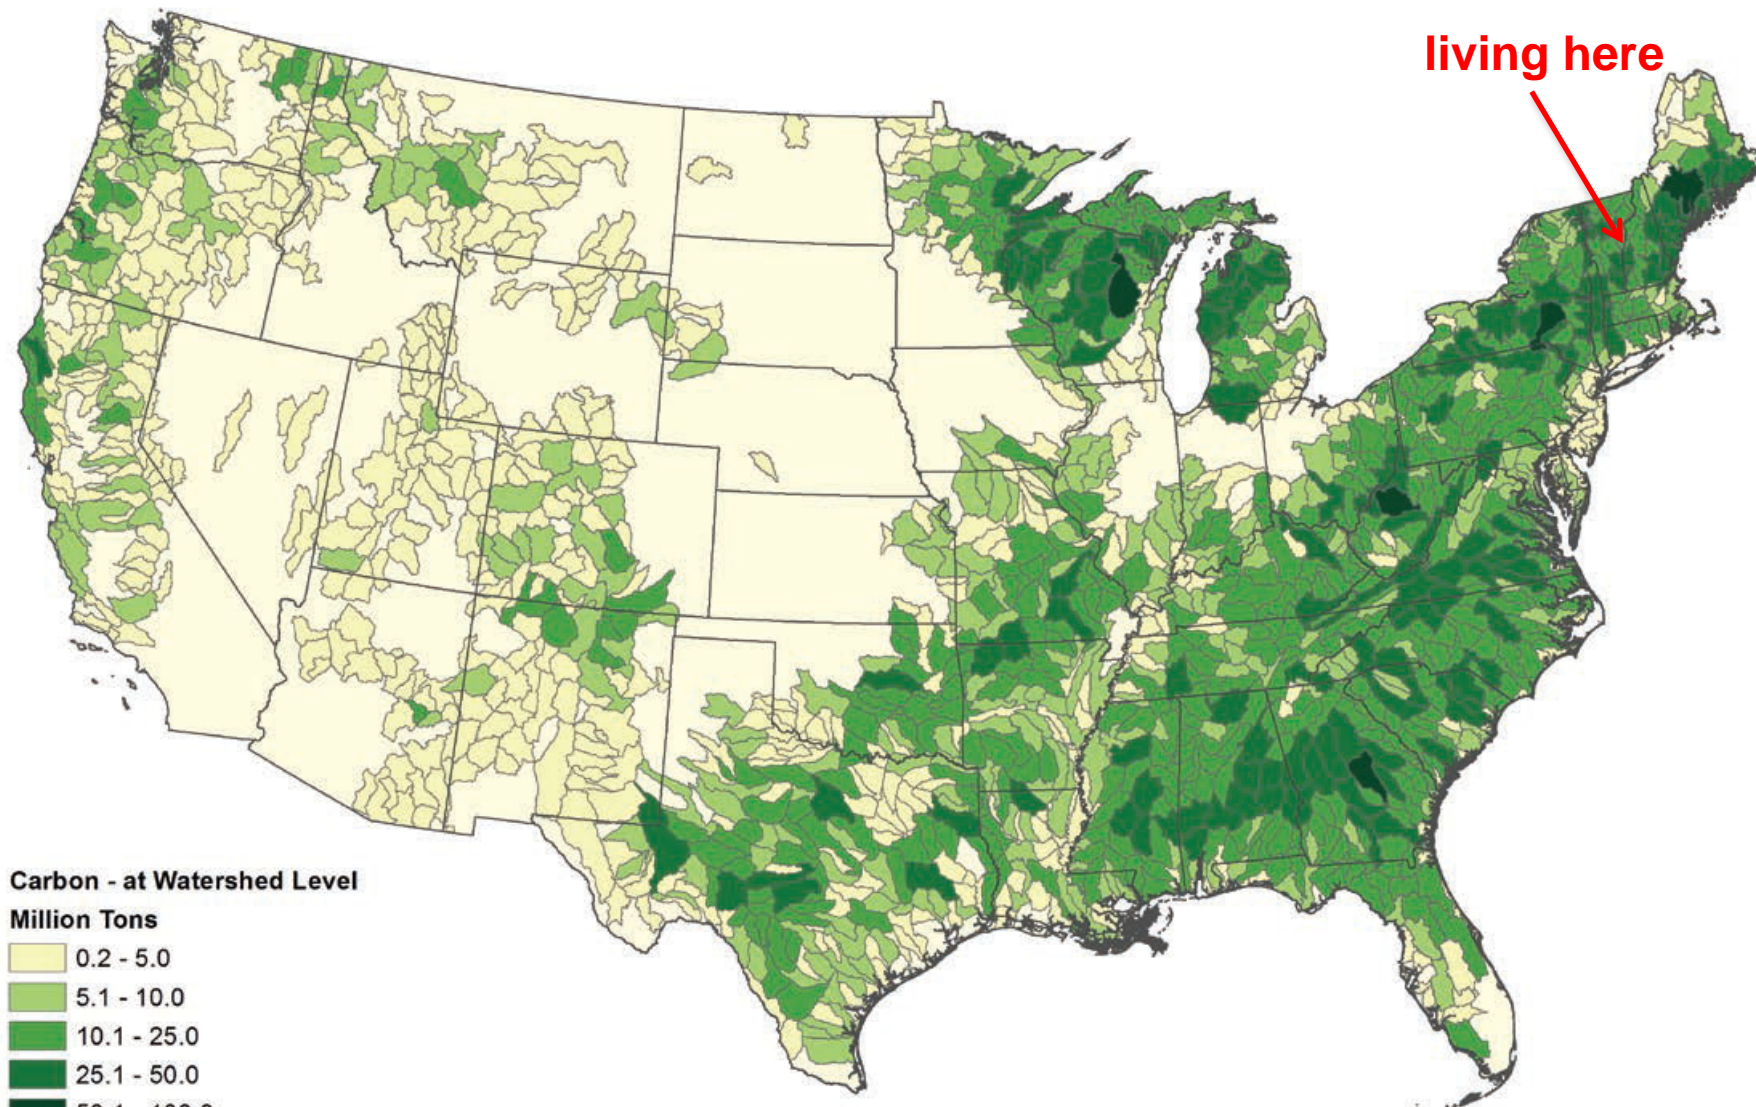 living here
Carbon - at Watershed Level
Million Tons
0.2 - 5.0
5.1 - 10.0
10.1 - 25.0
25.1 - 50.0